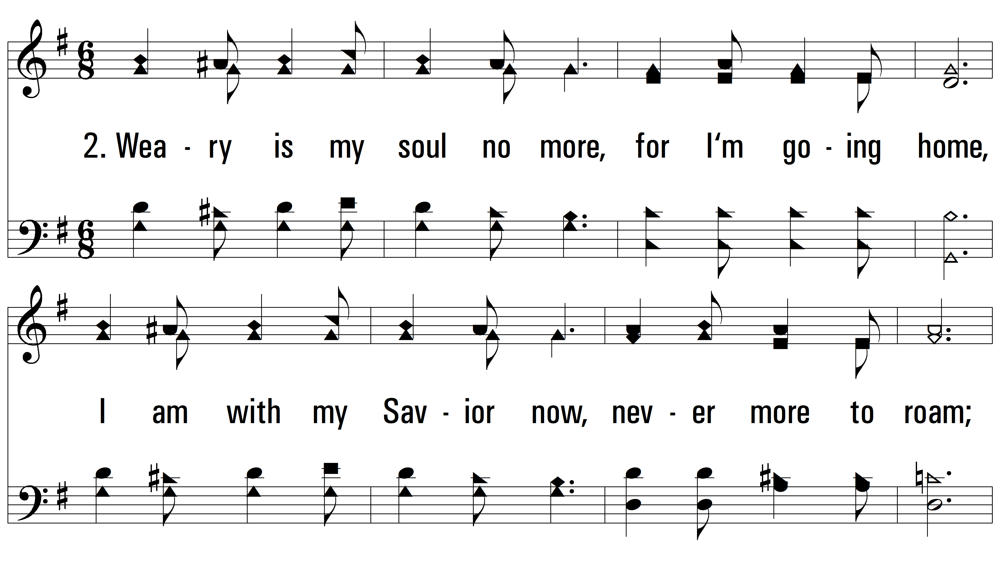 2. Wea - ry is my soul no more, for I‘m go - ing home,
I am with my Sav - ior now, nev - er more to roam;